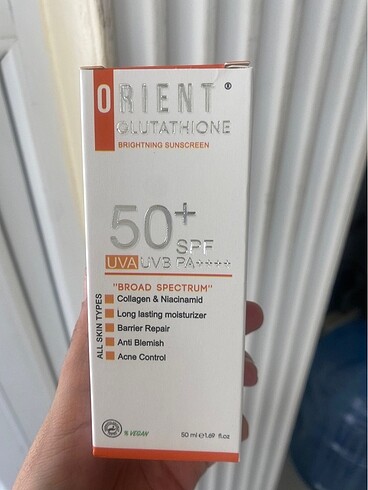 ORIENT®
GLUTATHIONE
BRIGHTNING SUNSCREEN
50+
SPF
UVA UVB PA++++
"BROAD SPECTRUM"
ALL SKIN TYPES
Collagen & Niacinamid
Long lasting moisturizer
Barrier Repair
Anti Blemish
Acne Control
VEGAN
50 ml e1.69 fl.oz